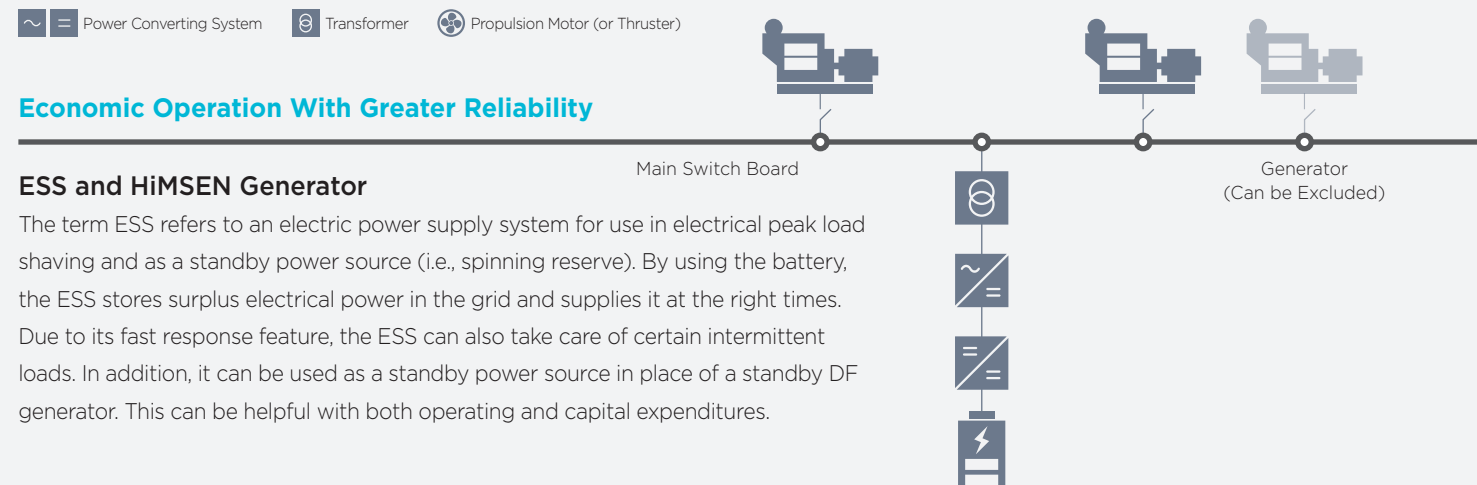 Power Converting System Transformer Propulsion Motor (or Thruster)
Economic Operation With Greater Reliability
Main Switch Board
Generator
(Can be Excluded)
ESS and HiMSEN Generator
The term ESS refers to an electric power supply system for use in electrical peak load
shaving and as a standby power source (i.e., spinning reserve). By using the battery,
the ESS stores surplus electrical power in the grid and supplies it at the right times.
Due to its fast response feature, the ESS can also take care of certain intermittent
loads. In addition, it can be used as a standby power source in place of a standby DF
generator. This can be helpful with both operating and capital expenditures.